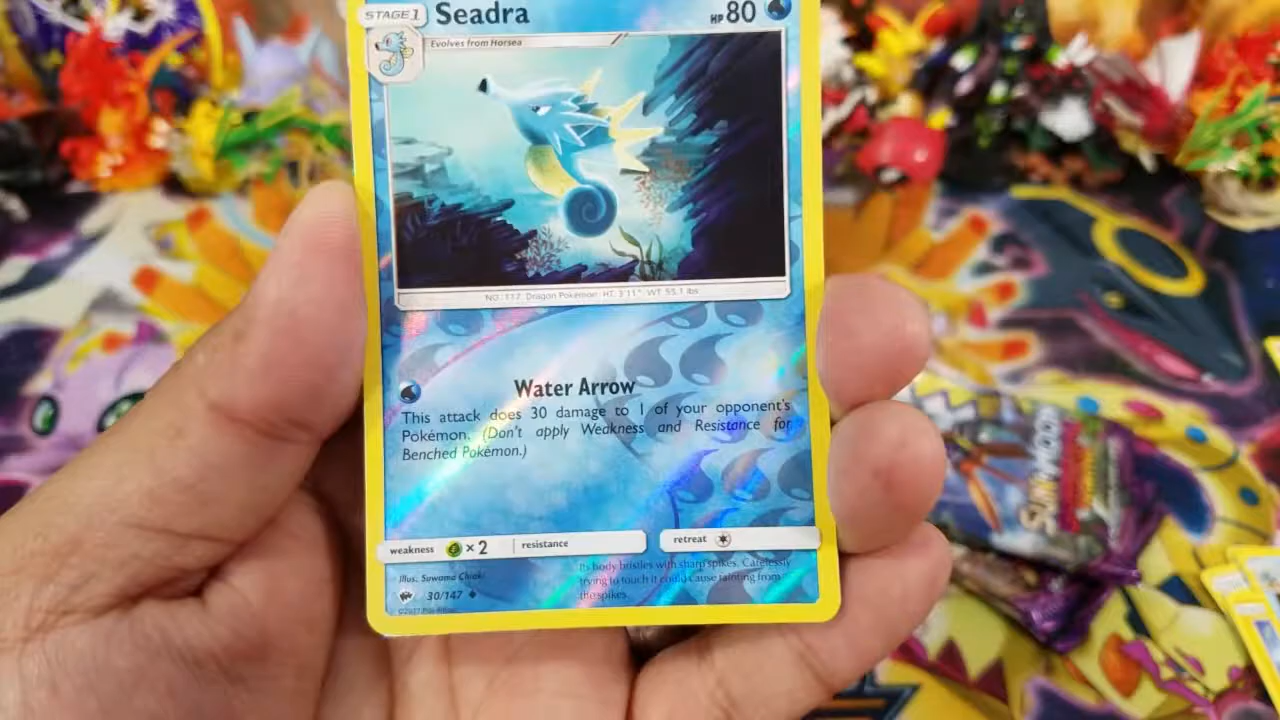 STAGE 1 Seadra HP 80
Evolves from Horsea
NO. 117 Dragon Pokémon HT: 3'11" WT: 55.1 lbs
Water Arrow
This attack does 30 damage to 1 of your opponent's
Pokémon. (Don't apply Weakness and Resistance for
Benched Pokémon.)
weakness × 2 resistance retreat
Its body bristles with sharp spikes. Carelessly
trying to touch it could cause fainting from
the spikes.
Illus. Suwama Chiaki
30/147
©2017
SUN & MOON